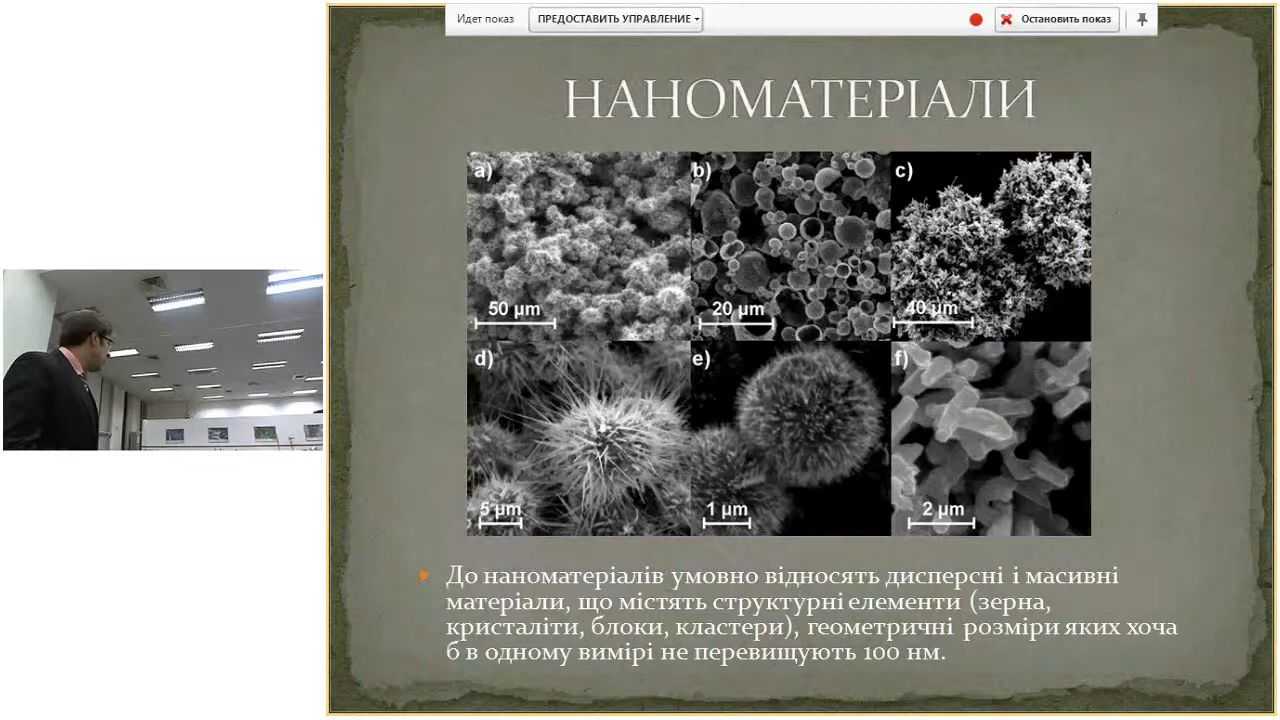 Идет показ
ПРЕДОСТАВИТЬ УПРАВЛЕНИЕ
Остановить показ
НАНОМАТЕРІАЛИ
a)
b)
c)
50 µm
20 µm
40 µm
d)
e)
f)
5 µm
1 µm
2 µm
До наноматеріалів умовно відносять дисперсні і масивні
матеріали, що містять структурні елементи (зерна,
кристаліти, блоки, кластери), геометричні розміри яких хоча
б в одному вимірі не перевищують 100 нм.